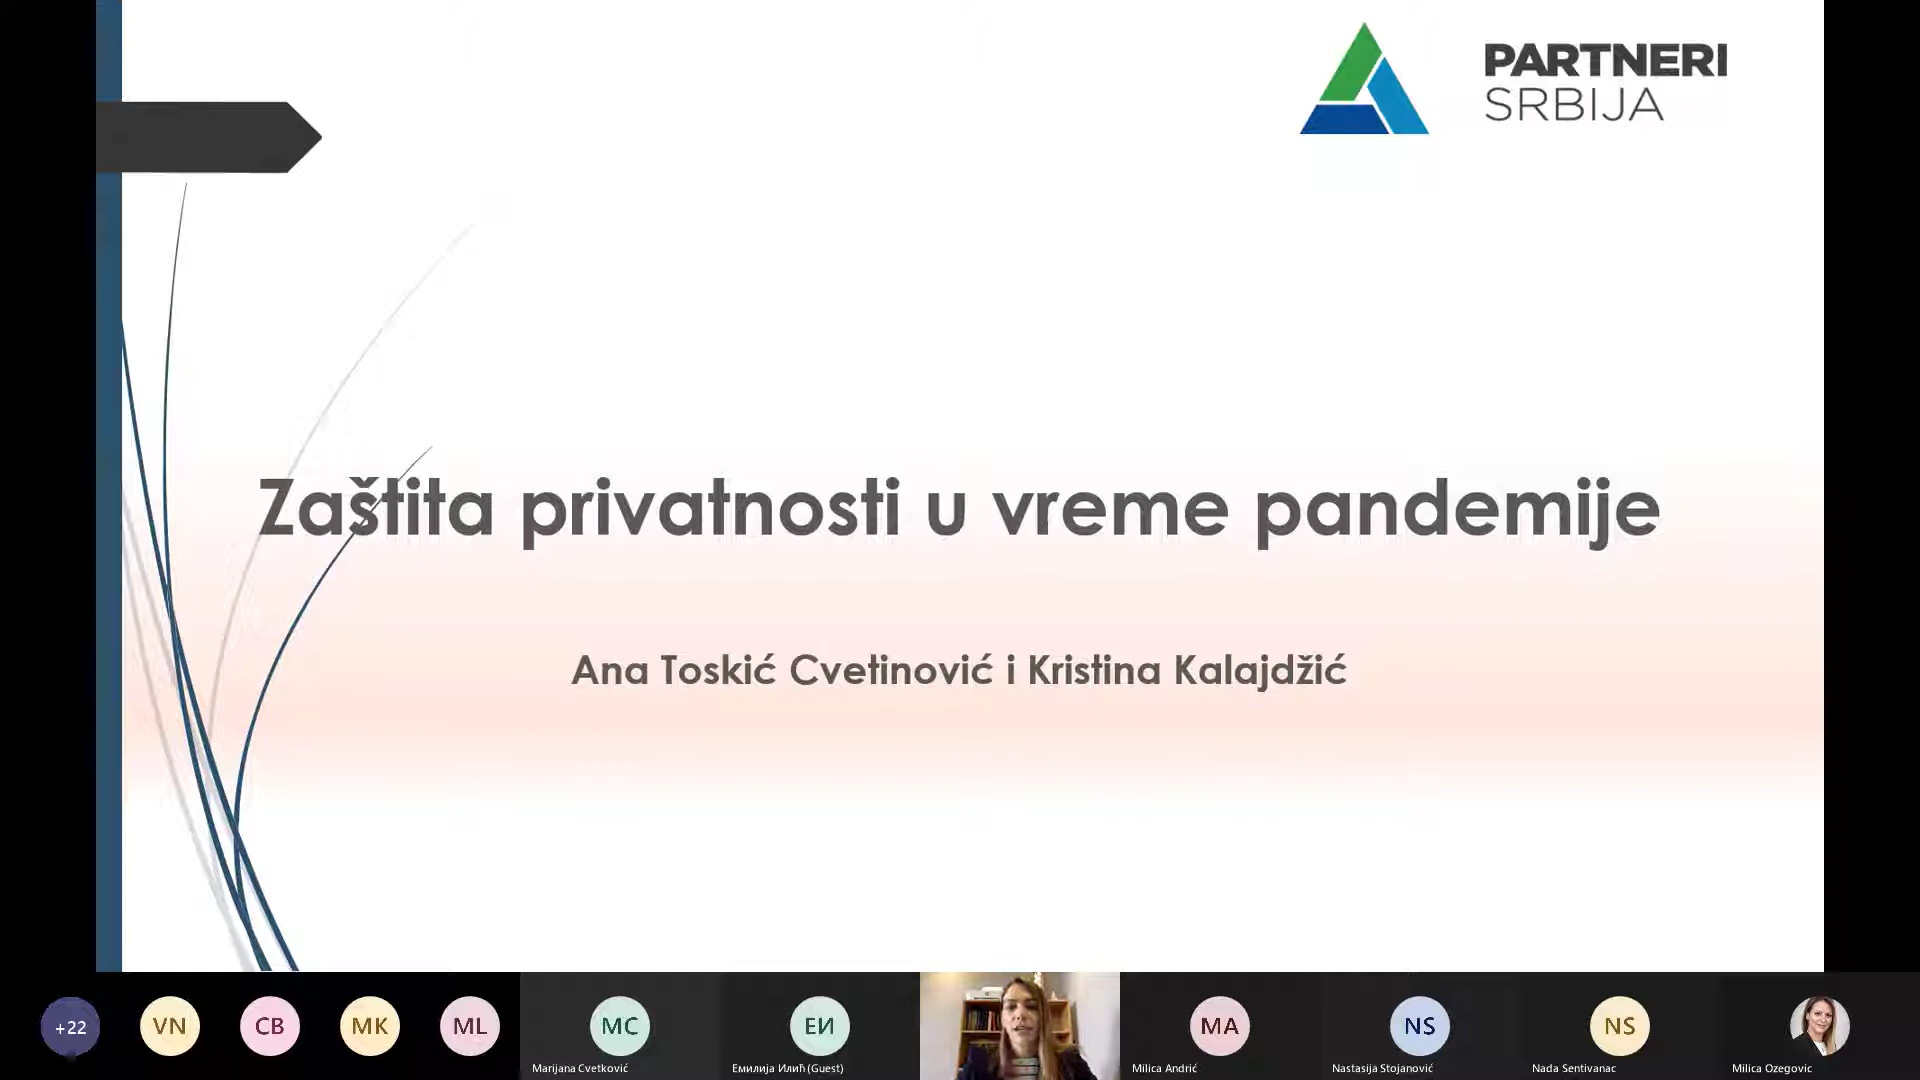 PARTNERI
SRBIJA
Zaštita privatnosti u vreme pandemije
Ana Toskić Cvetinović i Kristina Kalajdžić
+22
VN
CB
MK
ML
MC
ЕИ
MA
NS
NS
Marijana Cvetković
Емилија Илић (Guest)
Milica Andrić
Nastasija Stojanović
Nada Sentivanac
Milica Ozegovic